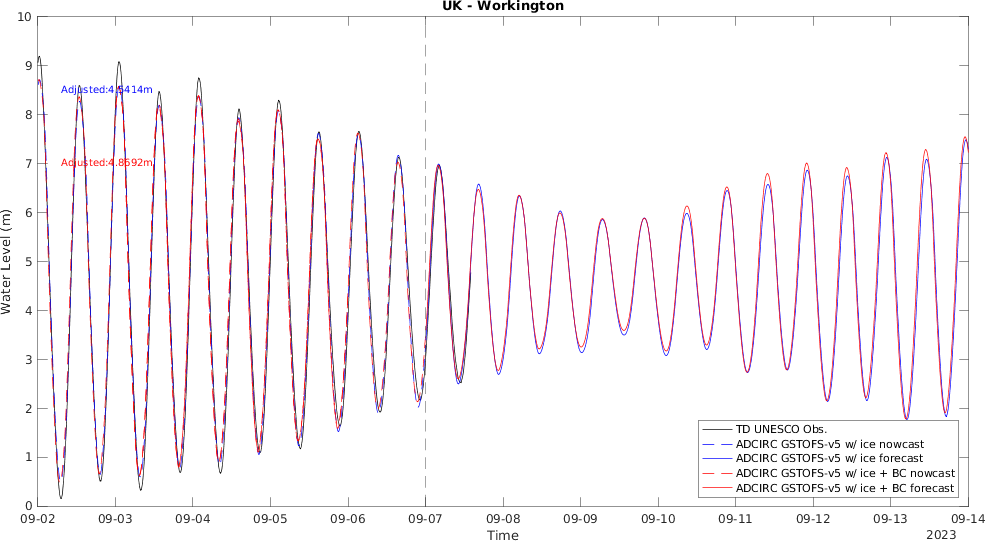 UK - Workington
10
9
8
7
6
5
4
3
2
1
0
Water Level (m)
Adjusted:4.5414m
Adjusted:4.8692m
TD UNESCO Obs.
ADCIRC GSTOFS-v5 w/ ice nowcast
ADCIRC GSTOFS-v5 w/ ice forecast
ADCIRC GSTOFS-v5 w/ ice + BC nowcast
ADCIRC GSTOFS-v5 w/ ice + BC forecast
09-02 09-03 09-04 09-05 09-06 09-07 09-08 09-09 09-10 09-11 09-12 09-13 09-14
Time
2023